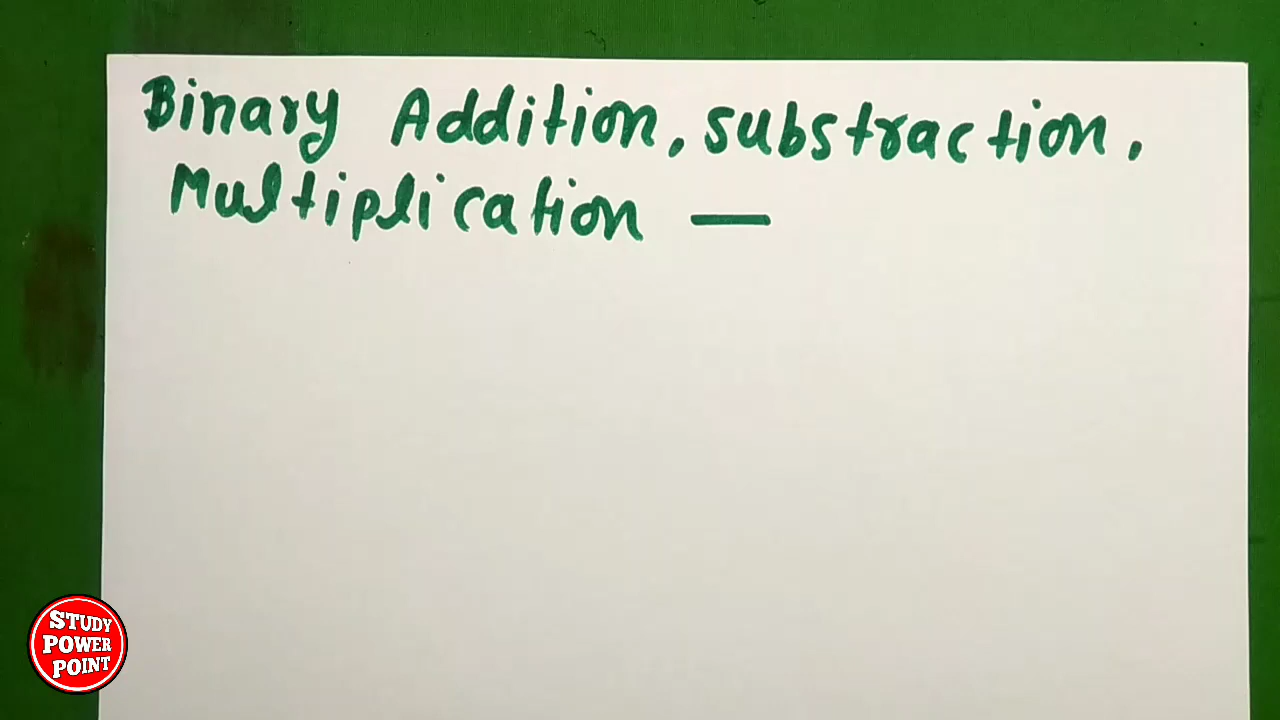 Binary Addition, substraction,
Multiplication —
STUDY
POWER
POINT